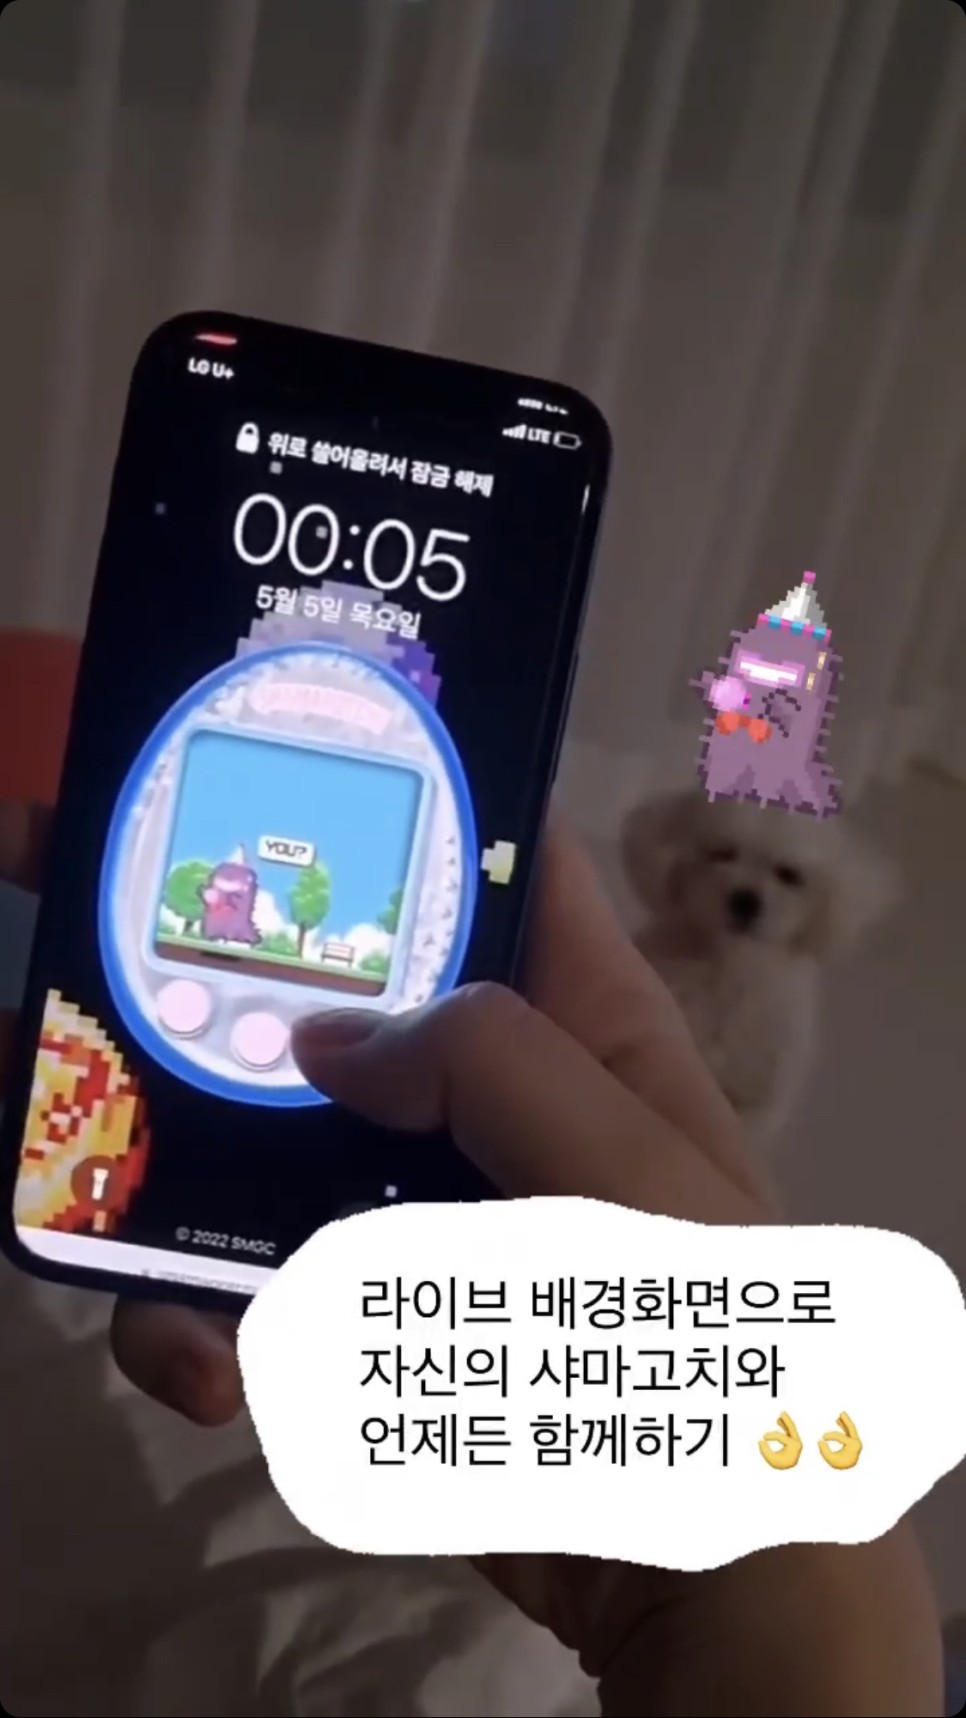 LG U+
LTE
위로 쓸어올려서 잠금 해제
00:05
5월 5일 목요일
YOU?
© 2022 SMGC
라이브 배경화면으로
자신의 샤마고치와
언제든 함께하기 👌👌